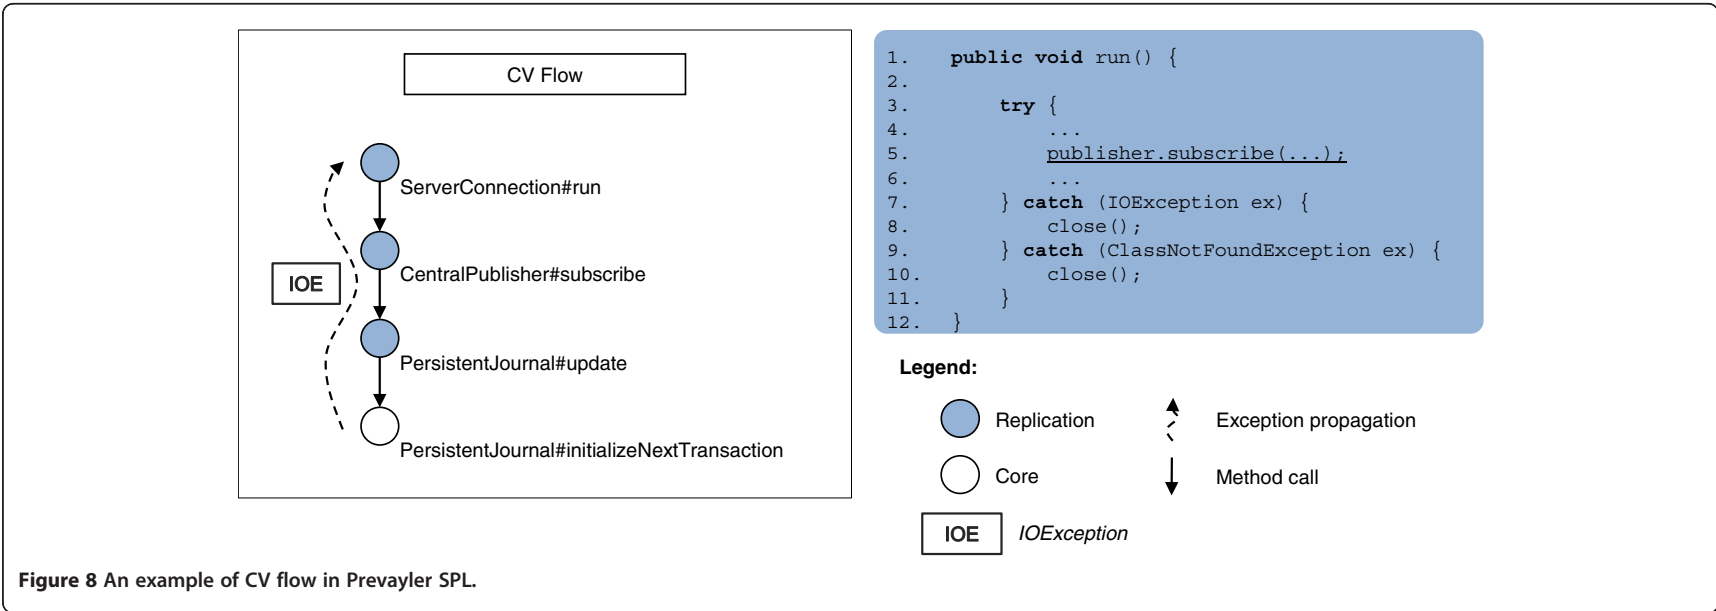 CV Flow
ServerConnection#run
CentralPublisher#subscribe
IOE
PersistentJournal#update
PersistentJournal#initializeNextTransaction
1. public void run() {
2.
3. try {
4. ...
5. publisher.subscribe(...);
6. ...
7. } catch (IOException ex) {
8. close();
9. } catch (ClassNotFoundException ex) {
10. close();
11. }
12. }
Legend:
Replication
Exception propagation
Core
Method call
IOE IOException
Figure 8 An example of CV flow in Prevayler SPL.